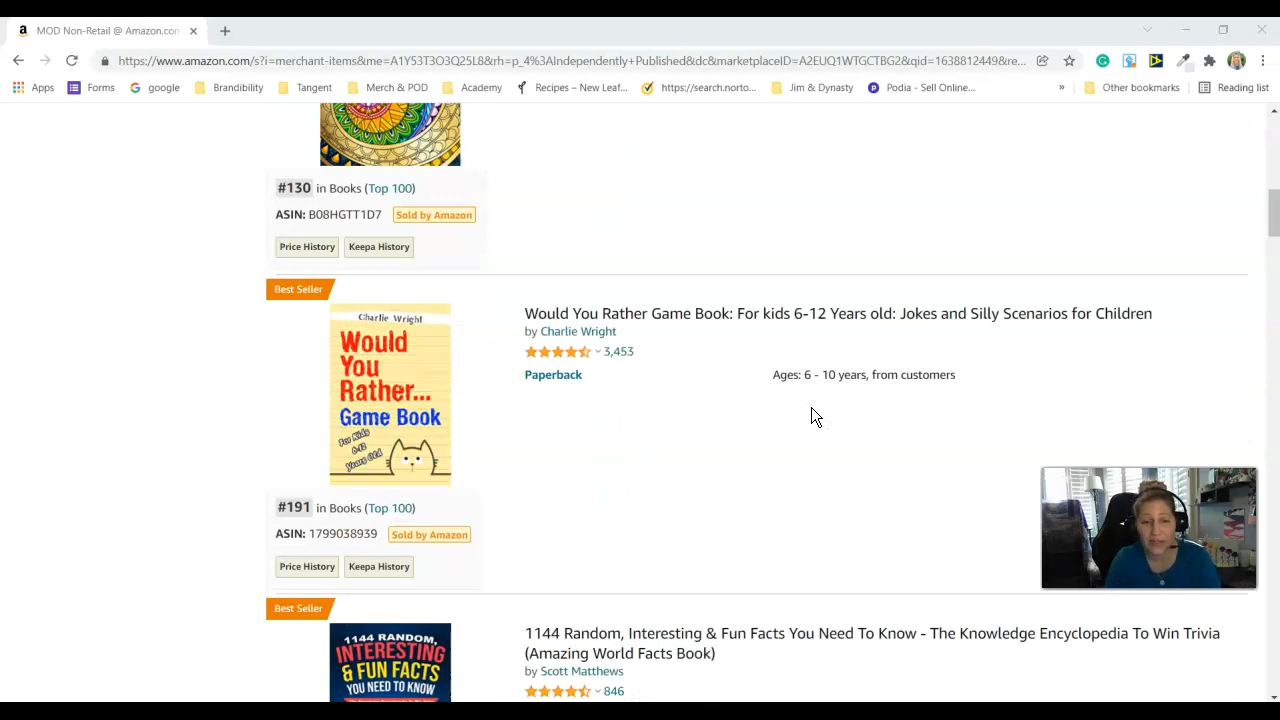 MOD Non-Retail @ Amazon.com
https://www.amazon.com/s?i=merchant-items&me=A1Y53T3O3Q25L8&rh=p_4%3AIndependently+Published&dc&marketplaceID=A2EUQ1WTGCTBG2&qid=1638812449&re...
Apps Forms google Brandibility Tangent Merch & POD Academy Recipes – New Leaf... https://search.norto... Jim & Dynasty Podia - Sell Online... » Other bookmarks Reading list
#130 in Books (Top 100)
ASIN: B08HGTT1D7 Sold by Amazon
Price History Keepa History
Best Seller
Charlie Wright
Would
You
Rather...
Game Book
For Kids
6-12
Years Old
Would You Rather Game Book: For kids 6-12 Years old: Jokes and Silly Scenarios for Children
by Charlie Wright
3,453
Paperback
Ages: 6 - 10 years, from customers
#191 in Books (Top 100)
ASIN: 1799038939 Sold by Amazon
Price History Keepa History
Best Seller
1144 RANDOM,
INTERESTING
& FUN FACTS
YOU NEED TO KNOW
1144 Random, Interesting & Fun Facts You Need To Know - The Knowledge Encyclopedia To Win Trivia
(Amazing World Facts Book)
by Scott Matthews
846